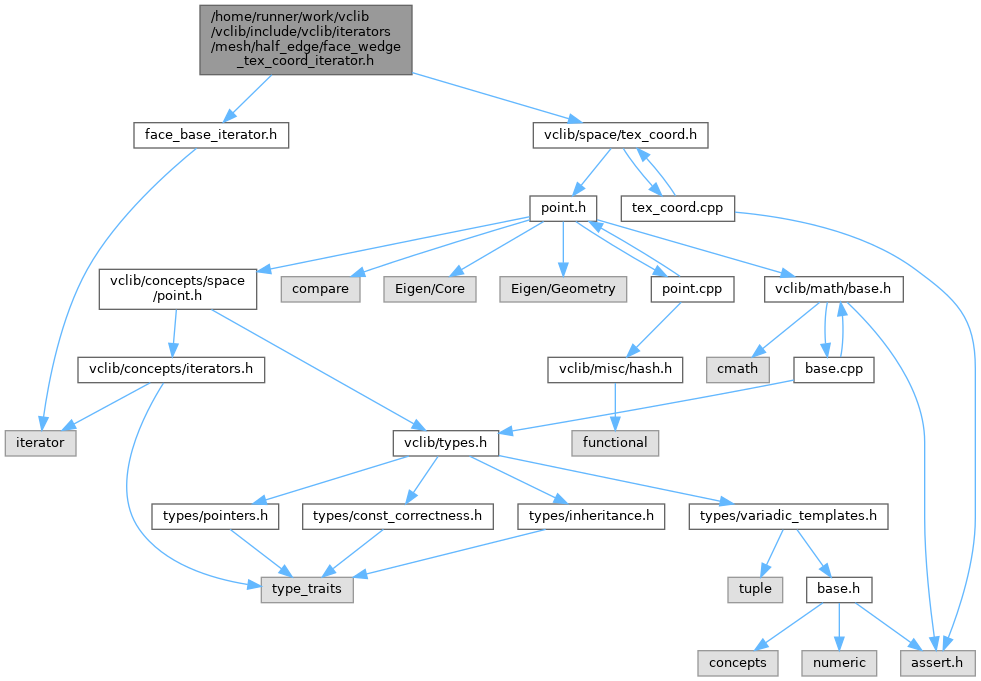 /home/runner/work/vclib
/vclib/include/vclib/iterators
/mesh/half_edge/face_wedge
_tex_coord_iterator.h
face_base_iterator.h
vclib/space/tex_coord.h
point.h
tex_coord.cpp
vclib/concepts/space
/point.h
compare
Eigen/Core
Eigen/Geometry
point.cpp
vclib/math/base.h
vclib/concepts/iterators.h
vclib/misc/hash.h
cmath
base.cpp
iterator
vclib/types.h
functional
types/pointers.h
types/const_correctness.h
types/inheritance.h
types/variadic_templates.h
type_traits
tuple
base.h
concepts
numeric
assert.h